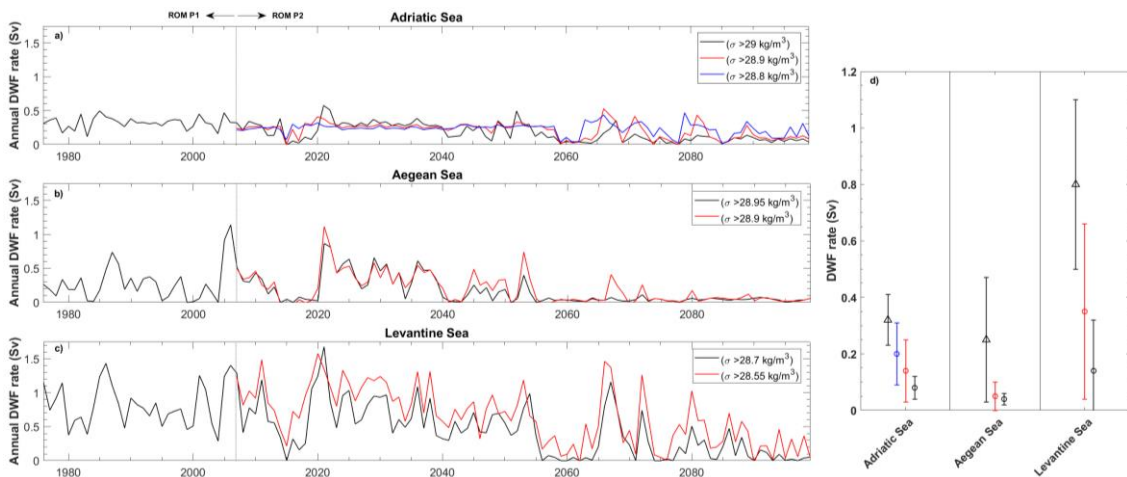 ROM P1 ROM P2
Adriatic Sea
a)
Annual DWF rate (Sv)
0 0.5 1 1.5
(σ >29 kg/m³)
(σ >28.9 kg/m³)
(σ >28.8 kg/m³)
1980 2000 2020 2040 2060 2080
Aegean Sea
b)
Annual DWF rate (Sv)
0 0.5 1 1.5
(σ >28.95 kg/m³)
(σ >28.9 kg/m³)
1980 2000 2020 2040 2060 2080
Levantine Sea
c)
Annual DWF rate (Sv)
0 0.5 1 1.5
(σ >28.7 kg/m³)
(σ >28.55 kg/m³)
1980 2000 2020 2040 2060 2080
d)
DWF rate (Sv)
0 0.2 0.4 0.6 0.8 1 1.2
Adriatic Sea
Aegean Sea
Levantine Sea